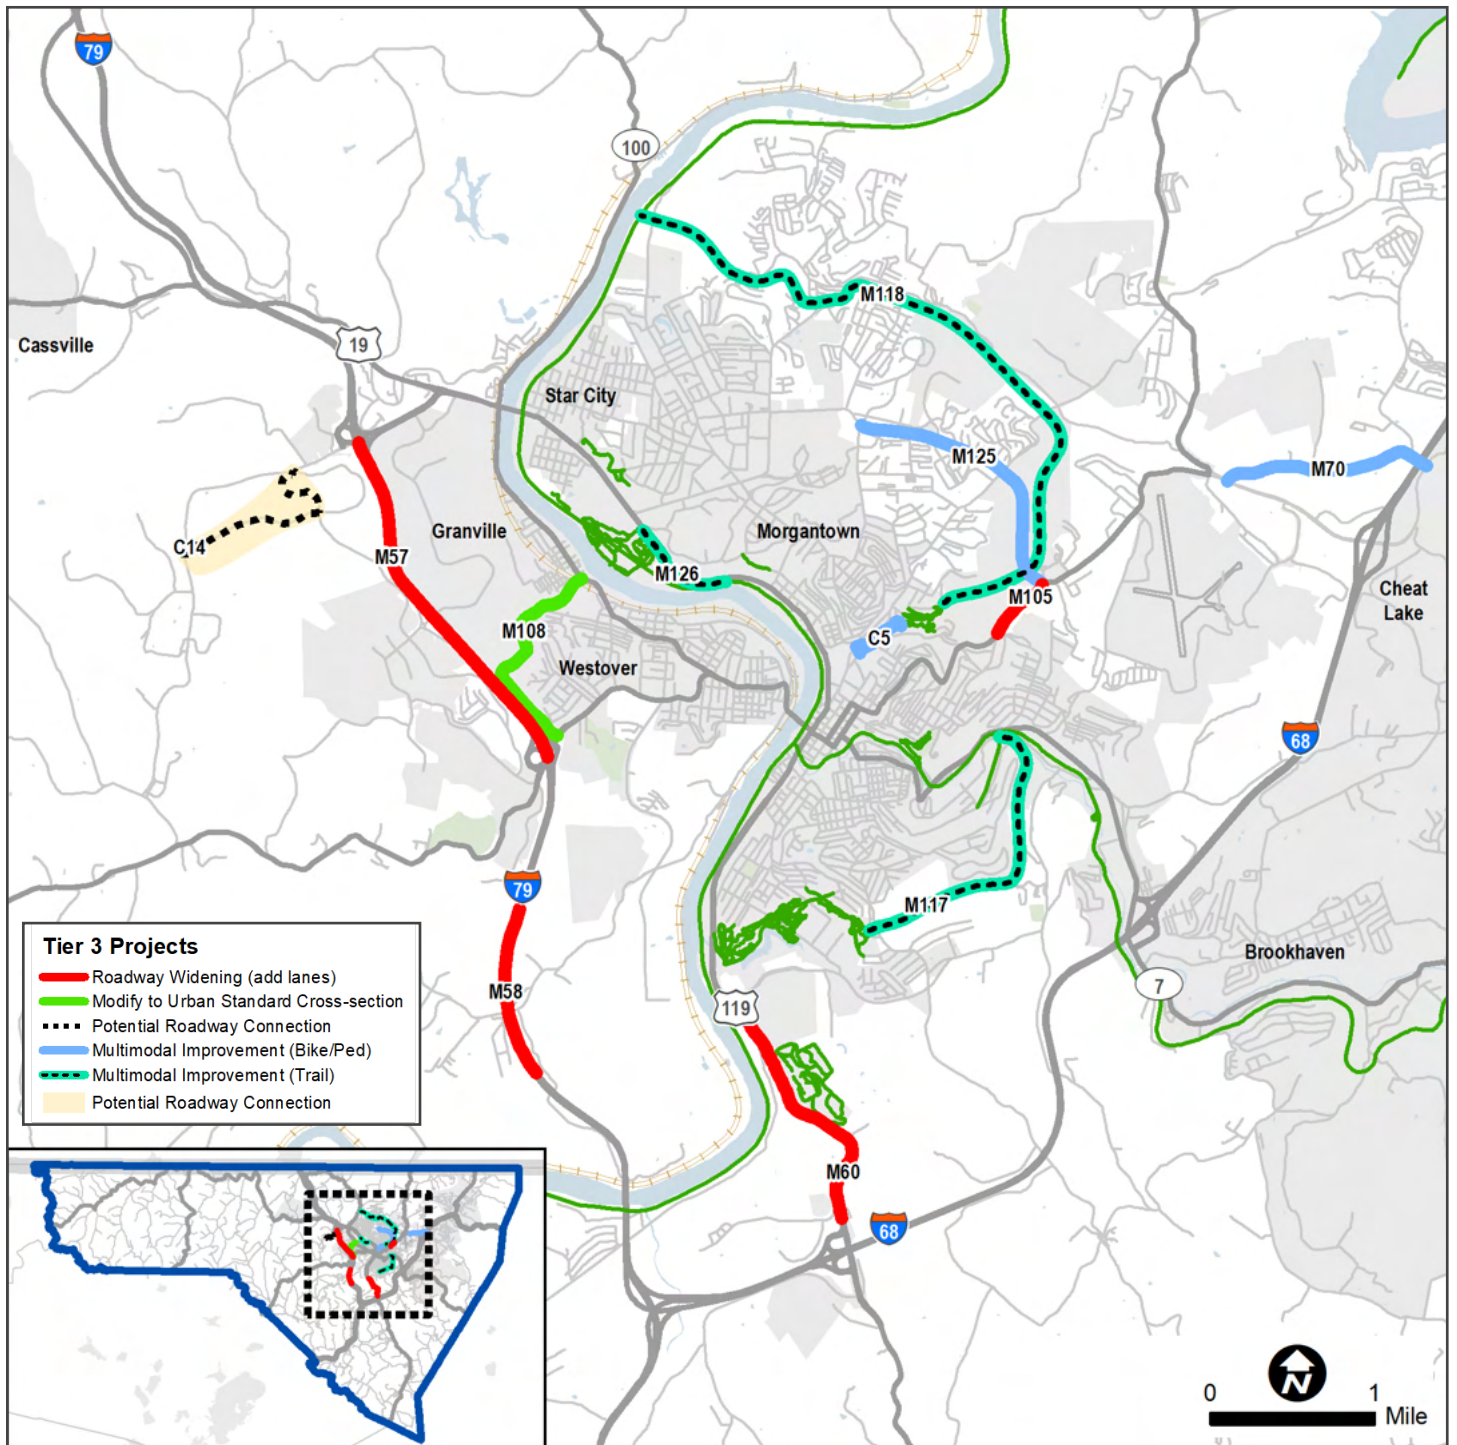 79
100
19
Cassville
Star City
M118
M125
M70
Granville
Morgantown
C14
M57
M126
M105
Cheat
Lake
M108
C5
Westover
68
79
M117
Brookhaven
7
M58
119
M60
68
Tier 3 Projects
Roadway Widening (add lanes)
Modify to Urban Standard Cross-section
Potential Roadway Connection
Multimodal Improvement (Bike/Ped)
Multimodal Improvement (Trail)
Potential Roadway Connection
N
0 1
Mile